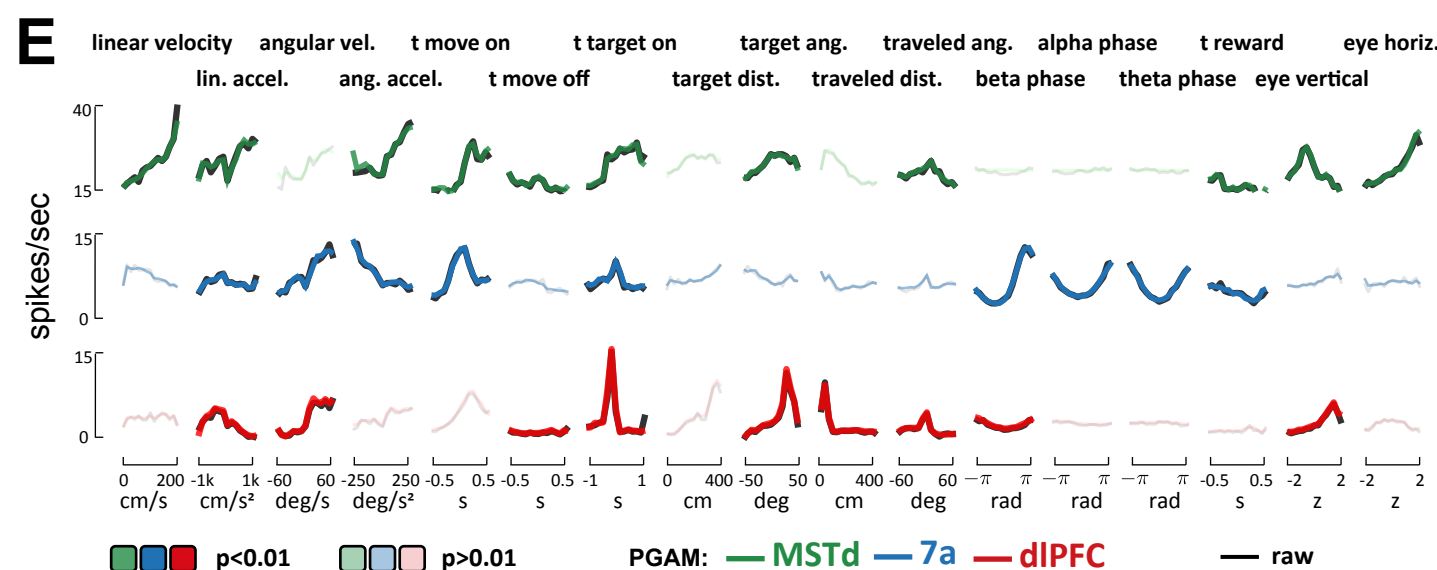 E
linear velocity angular vel. t move on t target on target ang. traveled ang. alpha phase t reward eye horiz.
lin. accel. ang. accel. t move off target dist. traveled dist. beta phase theta phase eye vertical
spikes/sec
40
15
15
0
15
0
0 200 -1k 1k -60 60 -250 250 -0.5 0.5 -0.5 0.5 -1 1 0 400 -50 50 0 400 -60 60 −π π −π π −π π -0.5 0.5 -2 2 -2 2
cm/s cm/s² deg/s deg/s² s s s cm deg cm deg rad rad rad s z z
p<0.01 p>0.01 PGAM: MSTd 7a dlPFC raw